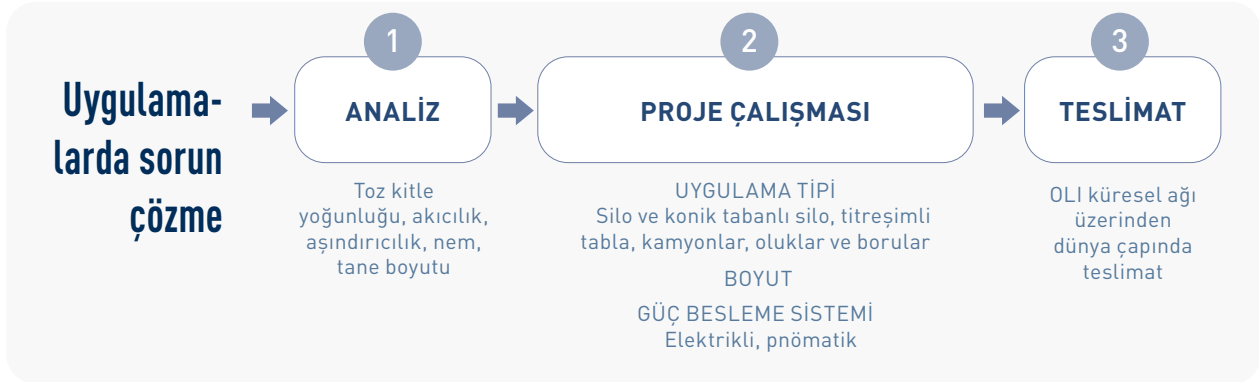 Uygulama-
larda sorun
çözme
1
ANALİZ
Toz kitle
yoğunluğu, akıcılık,
aşındırıcılık, nem,
tane boyutu
2
PROJE ÇALIŞMASI
UYGULAMA TİPİ
Silo ve konik tabanlı silo, titreşimli
tabla, kamyonlar, oluklar ve borular
BOYUT
GÜÇ BESLEME SİSTEMİ
Elektrikli, pnömatik
3
TESLİMAT
OLI küresel ağı
üzerinden
dünya çapında
teslimat